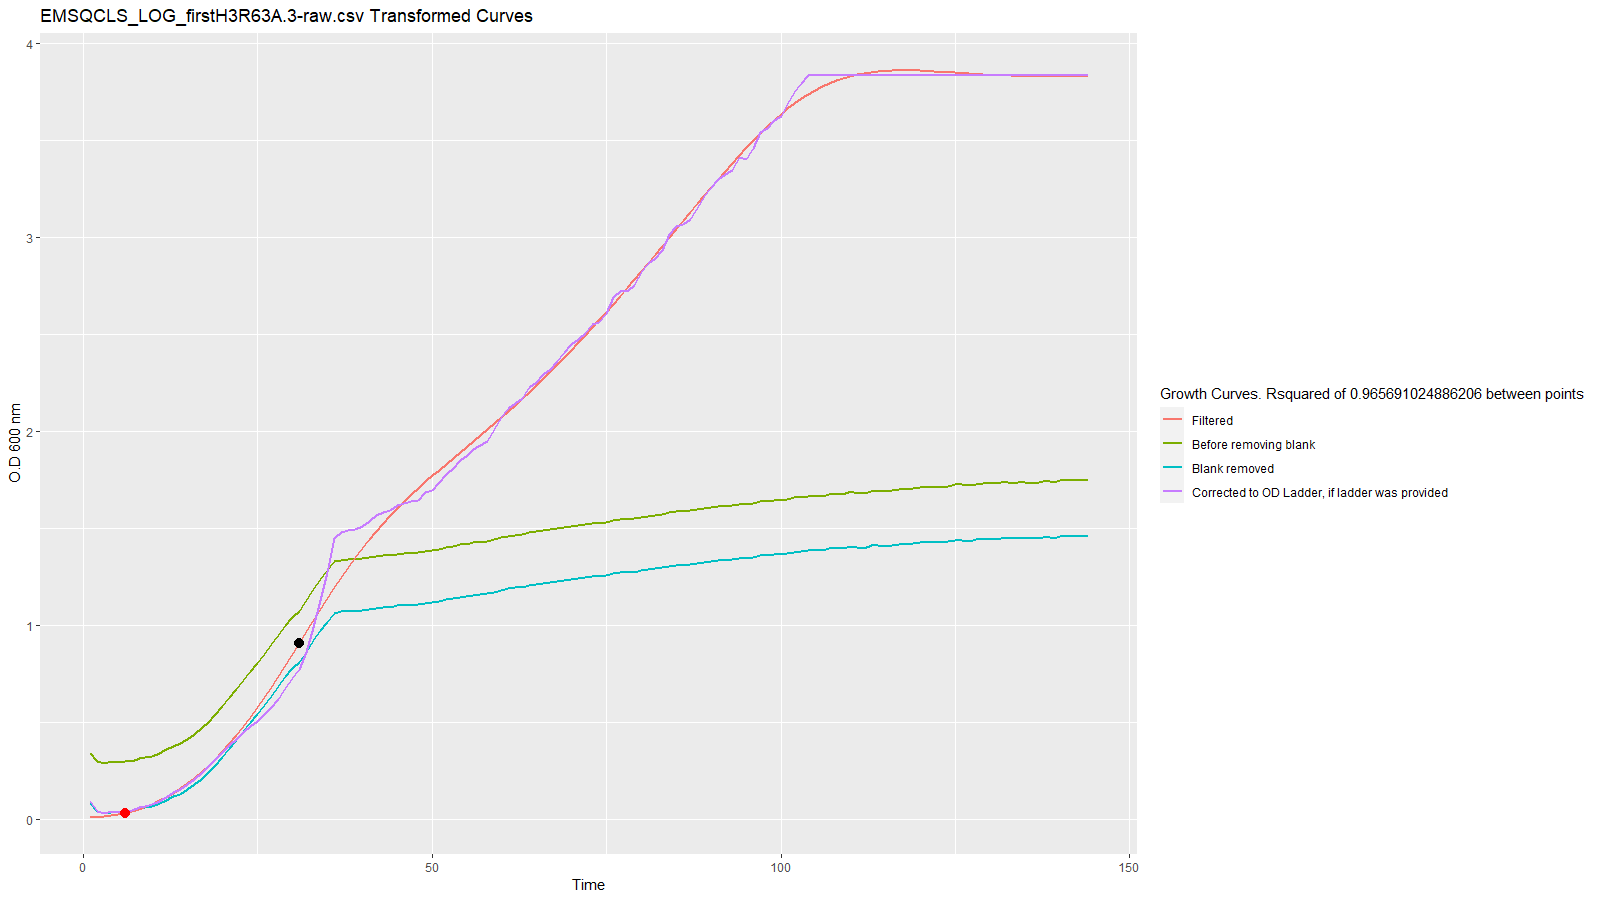 EMSQCLS_LOG_firstH3R63A.3-raw.csv Transformed Curves
4
3
2
1
0
O.D 600 nm
0 50 100 150
Time
Growth Curves. Rsquared of 0.965691024886206 between points
Filtered
Before removing blank
Blank removed
Corrected to OD Ladder, if ladder was provided